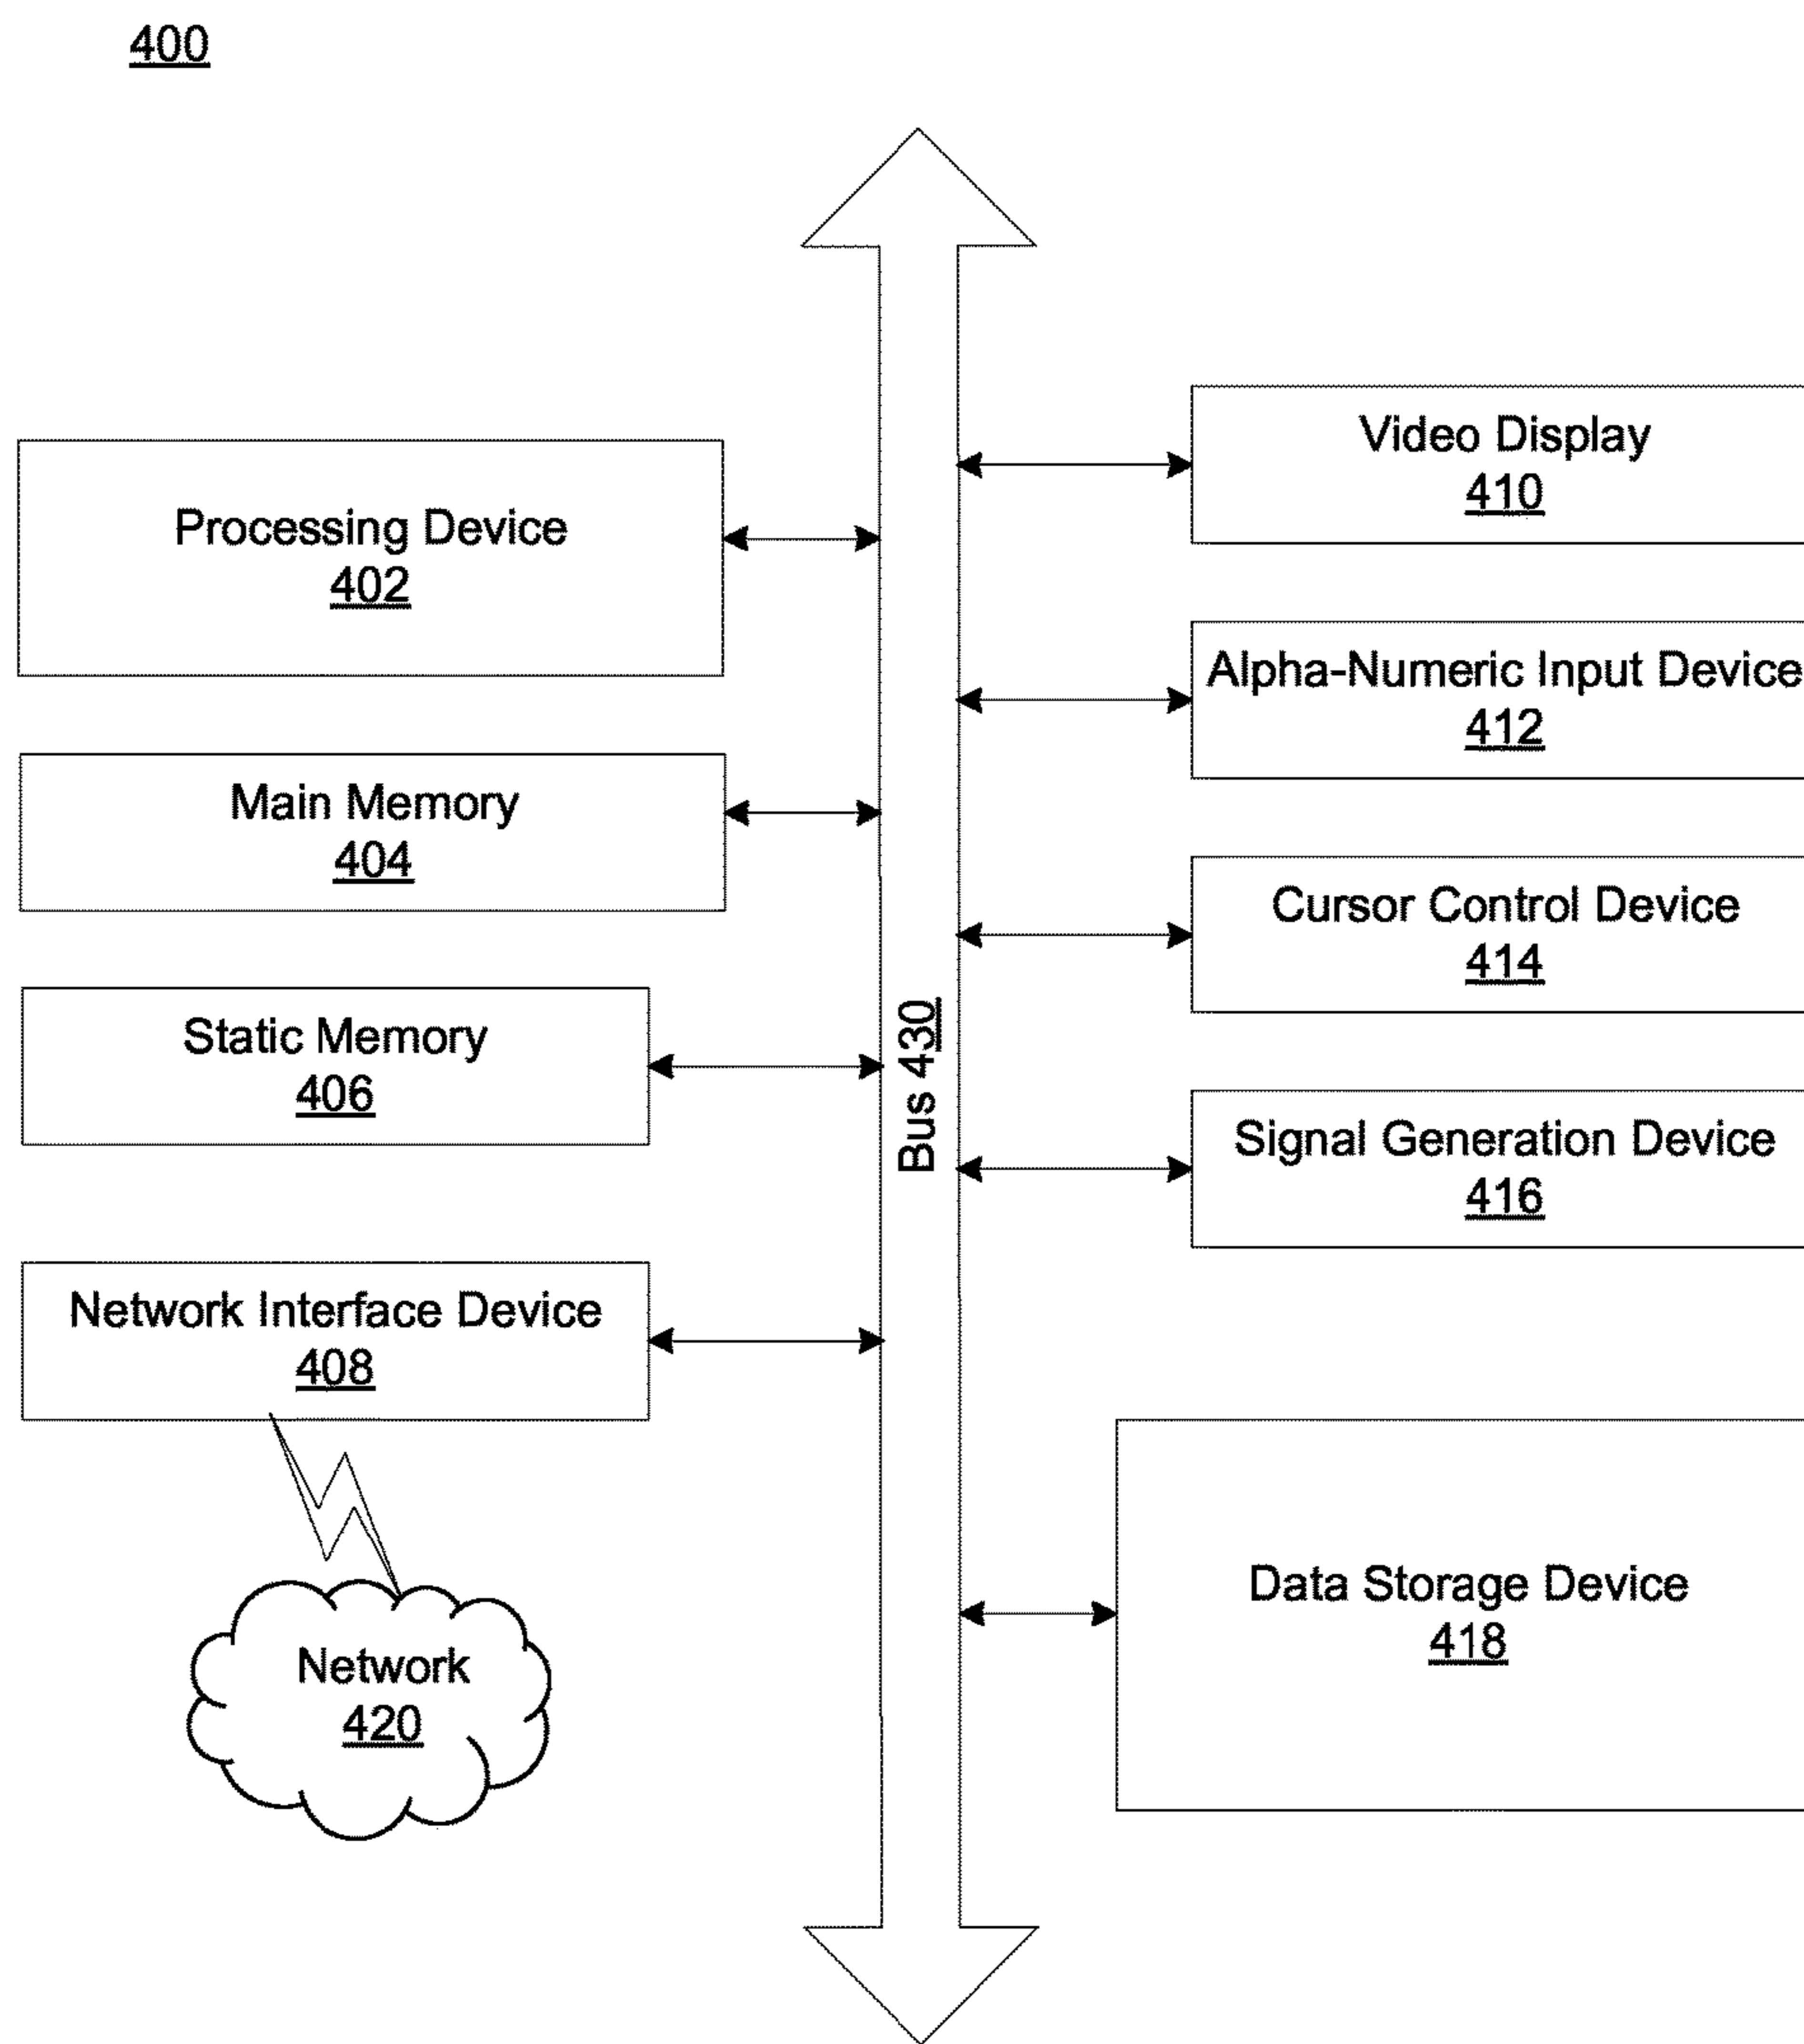 400
Processing Device
402
Main Memory
404
Static Memory
406
Network Interface Device
408
Network
420
Bus 430
Video Display
410
Alpha-Numeric Input Device
412
Cursor Control Device
414
Signal Generation Device
416
Data Storage Device
418